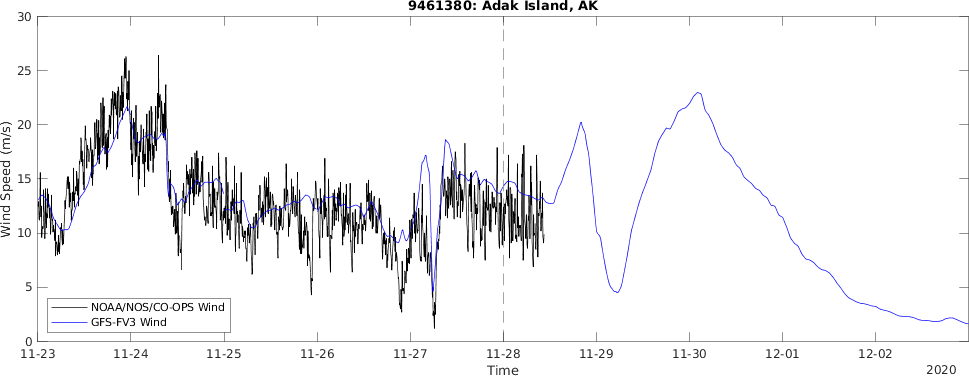 9461380: Adak Island, AK
Wind Speed (m/s)
30
25
20
15
10
5
0
NOAA/NOS/CO-OPS Wind
GFS-FV3 Wind
11-23 11-24 11-25 11-26 11-27 11-28 11-29 11-30 12-01 12-02
Time
2020